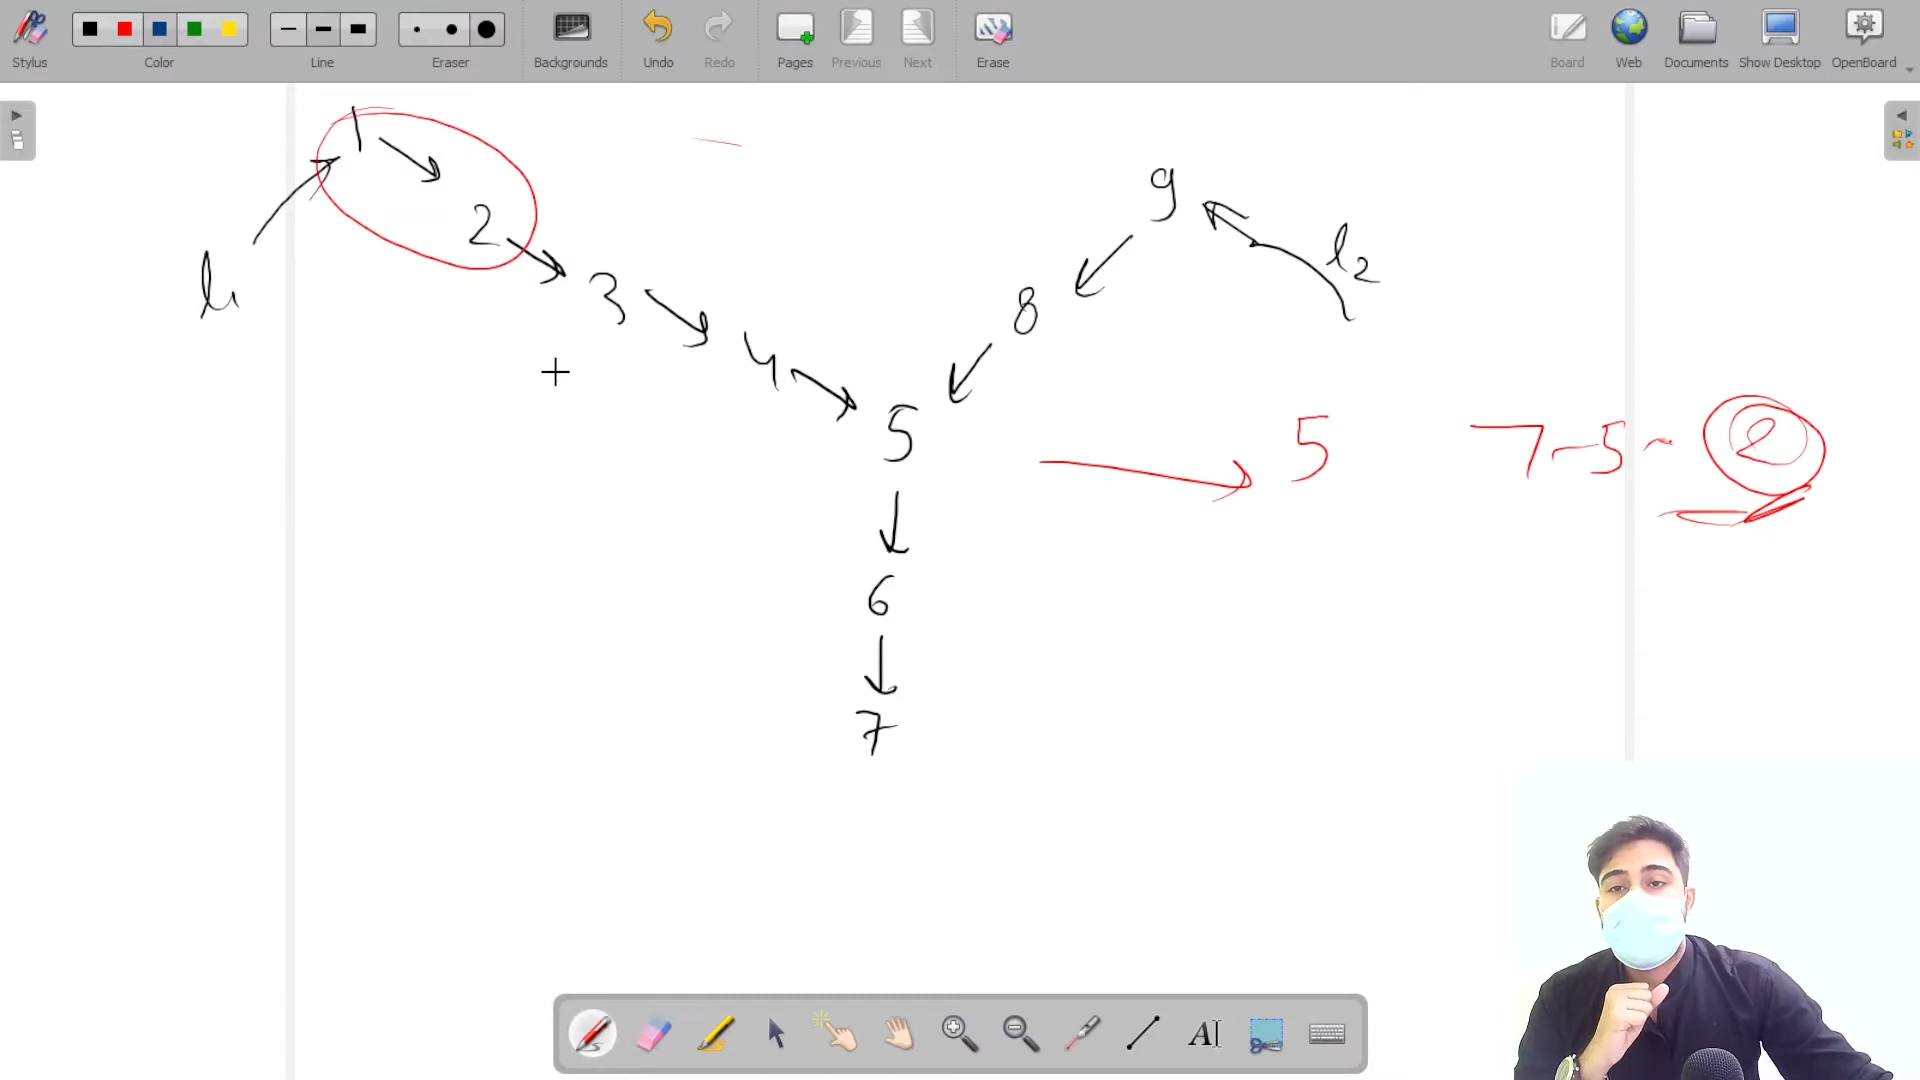 Stylus
Color
Line
Eraser
Backgrounds
Undo
Redo
Pages
Previous
Next
Erase
Board
Web
Documents
Show Desktop
OpenBoard
1
9
2
l2
l1
3
8
4
5
5
7-5-
2
6
7